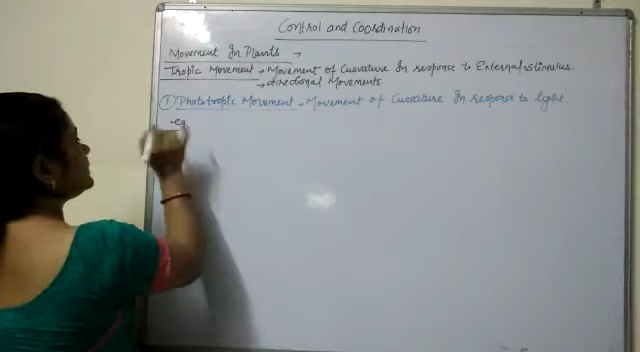 Control and Coordination
Movement In Plants →
Tropic Movement → Movement of Curvature In response to External stimulus.
→ directional Movements
① Phototropic Movement → Movement of Curvature In response to light
eg